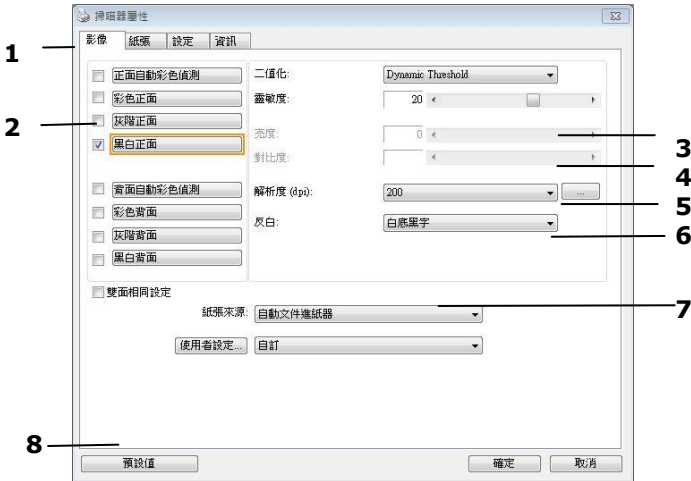 掃瞄器屬性
影像 紙張 設定 資訊
1
正面自動彩色偵測
二值化: Dynamic Threshold
彩色正面
靈敏度: 20
2
灰階正面
亮度: 0
3
黑白正面
對比度:
4
背面自動彩色偵測
解析度 (dpi): 200 ...
5
彩色背面
反白: 白底黑字
6
灰階背面
黑白背面
雙面相同設定
紙張來源: 自動文件進紙器
7
使用者設定... 自訂
8
預設值 確定 取消